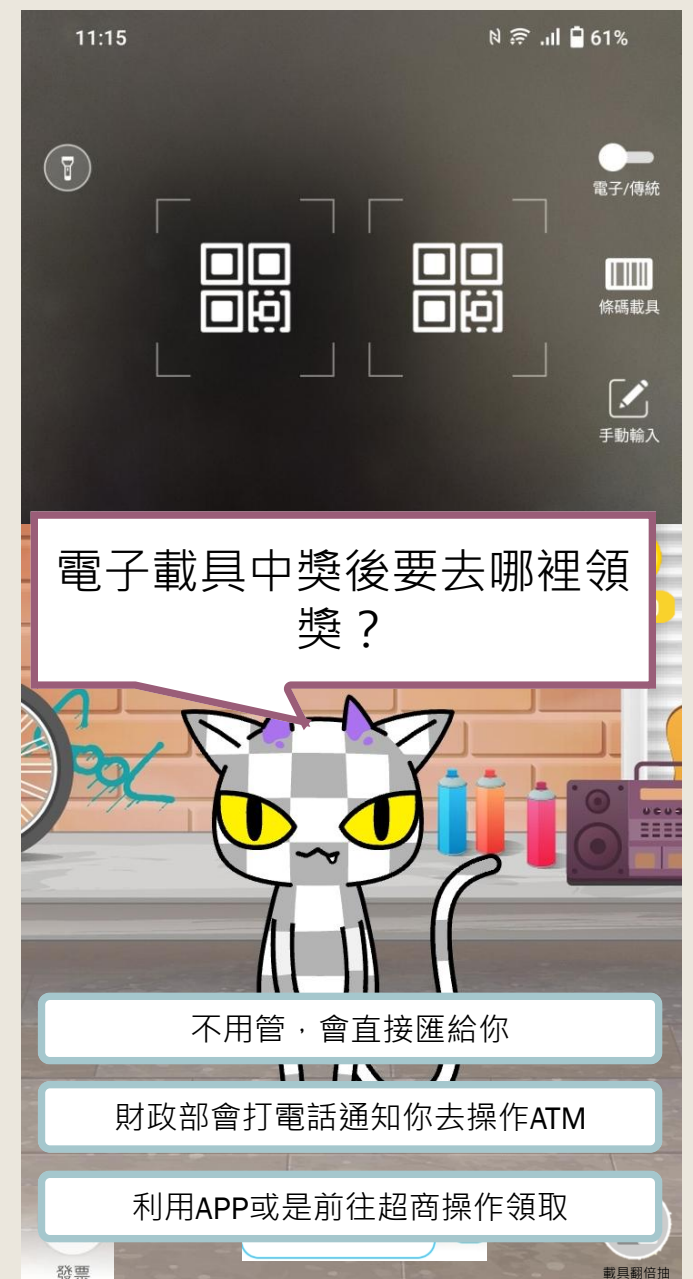 11:15
61%
電子/傳統
條碼載具
手動輸入
電子載具中獎後要去哪裡領
獎？
Cool
不用管，會直接匯給你
財政部會打電話通知你去操作ATM
利用APP或是前往超商操作領取
發票
載具翻倍抽